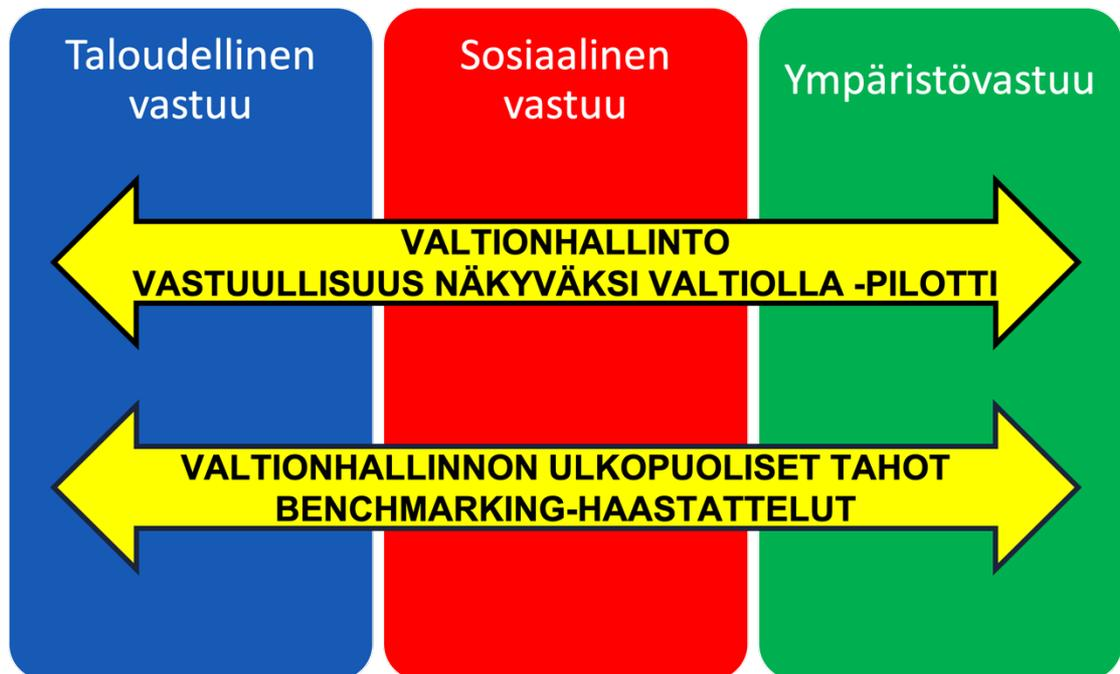 Taloudellinen
vastuu
Sosiaalinen
vastuu
Ympäristövastuu
VALTIONHALLINTO
VASTUULLISUUS NÄKYVÄKSI VALTIOLLA -PILOTTI
VALTIONHALLINNON ULKOPUOLISET TAHOT
BENCHMARKING-HAASTATTELUT